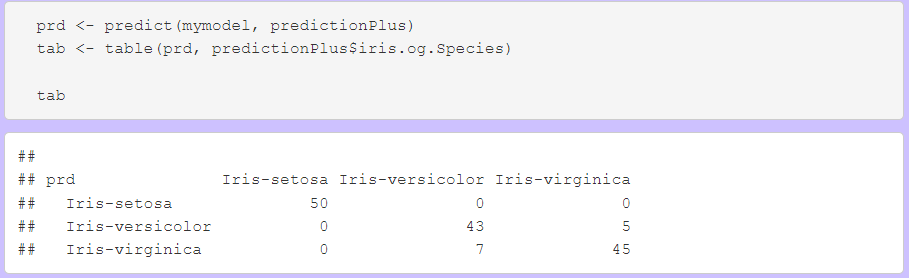 prd <- predict(mymodel, predictionPlus)
tab <- table(prd, predictionPlus$iris.og.Species)
tab
##
## prd Iris-setosa Iris-versicolor Iris-virginica
## Iris-setosa 50 0 0
## Iris-versicolor 0 43 5
## Iris-virginica 0 7 45